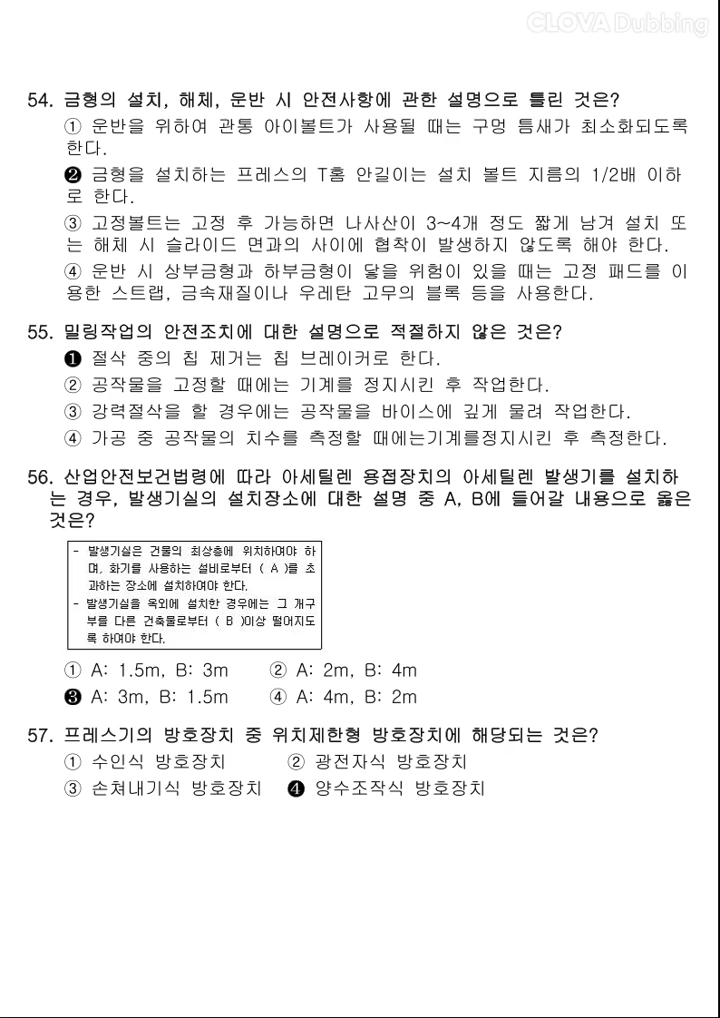 CLOVA Dubbing
54. 금형의 설치, 해체, 운반 시 안전사항에 관한 설명으로 틀린 것은?
① 운반을 위하여 관통 아이볼트가 사용될 때는 구멍 틈새가 최소화되도록
한다.
❷ 금형을 설치하는 프레스의 T홈 안길이는 설치 볼트 지름의 1/2배 이하
로 한다.
③ 고정볼트는 고정 후 가능하면 나사산이 3~4개 정도 짧게 남겨 설치 또
는 해체 시 슬라이드 면과의 사이에 협착이 발생하지 않도록 해야 한다.
④ 운반 시 상부금형과 하부금형이 닿을 위험이 있을 때는 고정 패드를 이
용한 스트랩, 금속재질이나 우레탄 고무의 블록 등을 사용한다.
55. 밀링작업의 안전조치에 대한 설명으로 적절하지 않은 것은?
❶ 절삭 중의 칩 제거는 칩 브레이커로 한다.
② 공작물을 고정할 때에는 기계를 정지시킨 후 작업한다.
③ 강력절삭을 할 경우에는 공작물을 바이스에 깊게 물려 작업한다.
④ 가공 중 공작물의 치수를 측정할 때에는기계를정지시킨 후 측정한다.
56. 산업안전보건법령에 따라 아세틸렌 용접장치의 아세틸렌 발생기를 설치하
는 경우, 발생기실의 설치장소에 대한 설명 중 A, B에 들어갈 내용으로 옳은
것은?
- 발생기실은 건물의 최상층에 위치하여야 하
며, 화기를 사용하는 설비로부터 ( A )를 초
과하는 장소에 설치하여야 한다.
- 발생기실을 옥외에 설치한 경우에는 그 개구
부를 다른 건축물로부터 ( B )이상 떨어지도
록 하여야 한다.
① A: 1.5m, B: 3m ② A: 2m, B: 4m
❸ A: 3m, B: 1.5m ④ A: 4m, B: 2m
57. 프레스기의 방호장치 중 위치제한형 방호장치에 해당되는 것은?
① 수인식 방호장치 ② 광전자식 방호장치
③ 손쳐내기식 방호장치 ❹ 양수조작식 방호장치